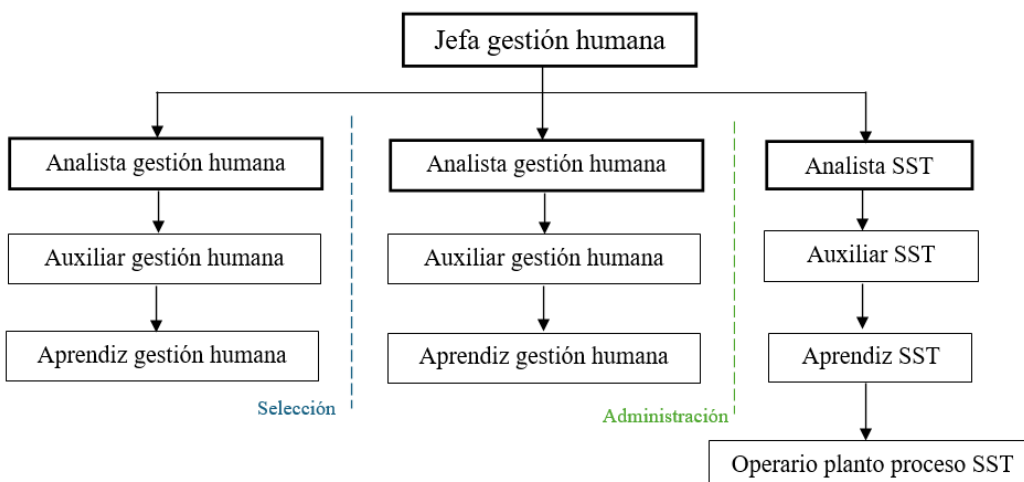 Jefa gestión humana
Analista gestión humana
Analista gestión humana
Analista SST
Auxiliar gestión humana
Auxiliar gestión humana
Auxiliar SST
Aprendiz gestión humana
Aprendiz gestión humana
Aprendiz SST
Selección
Administración
Operario planto proceso SST